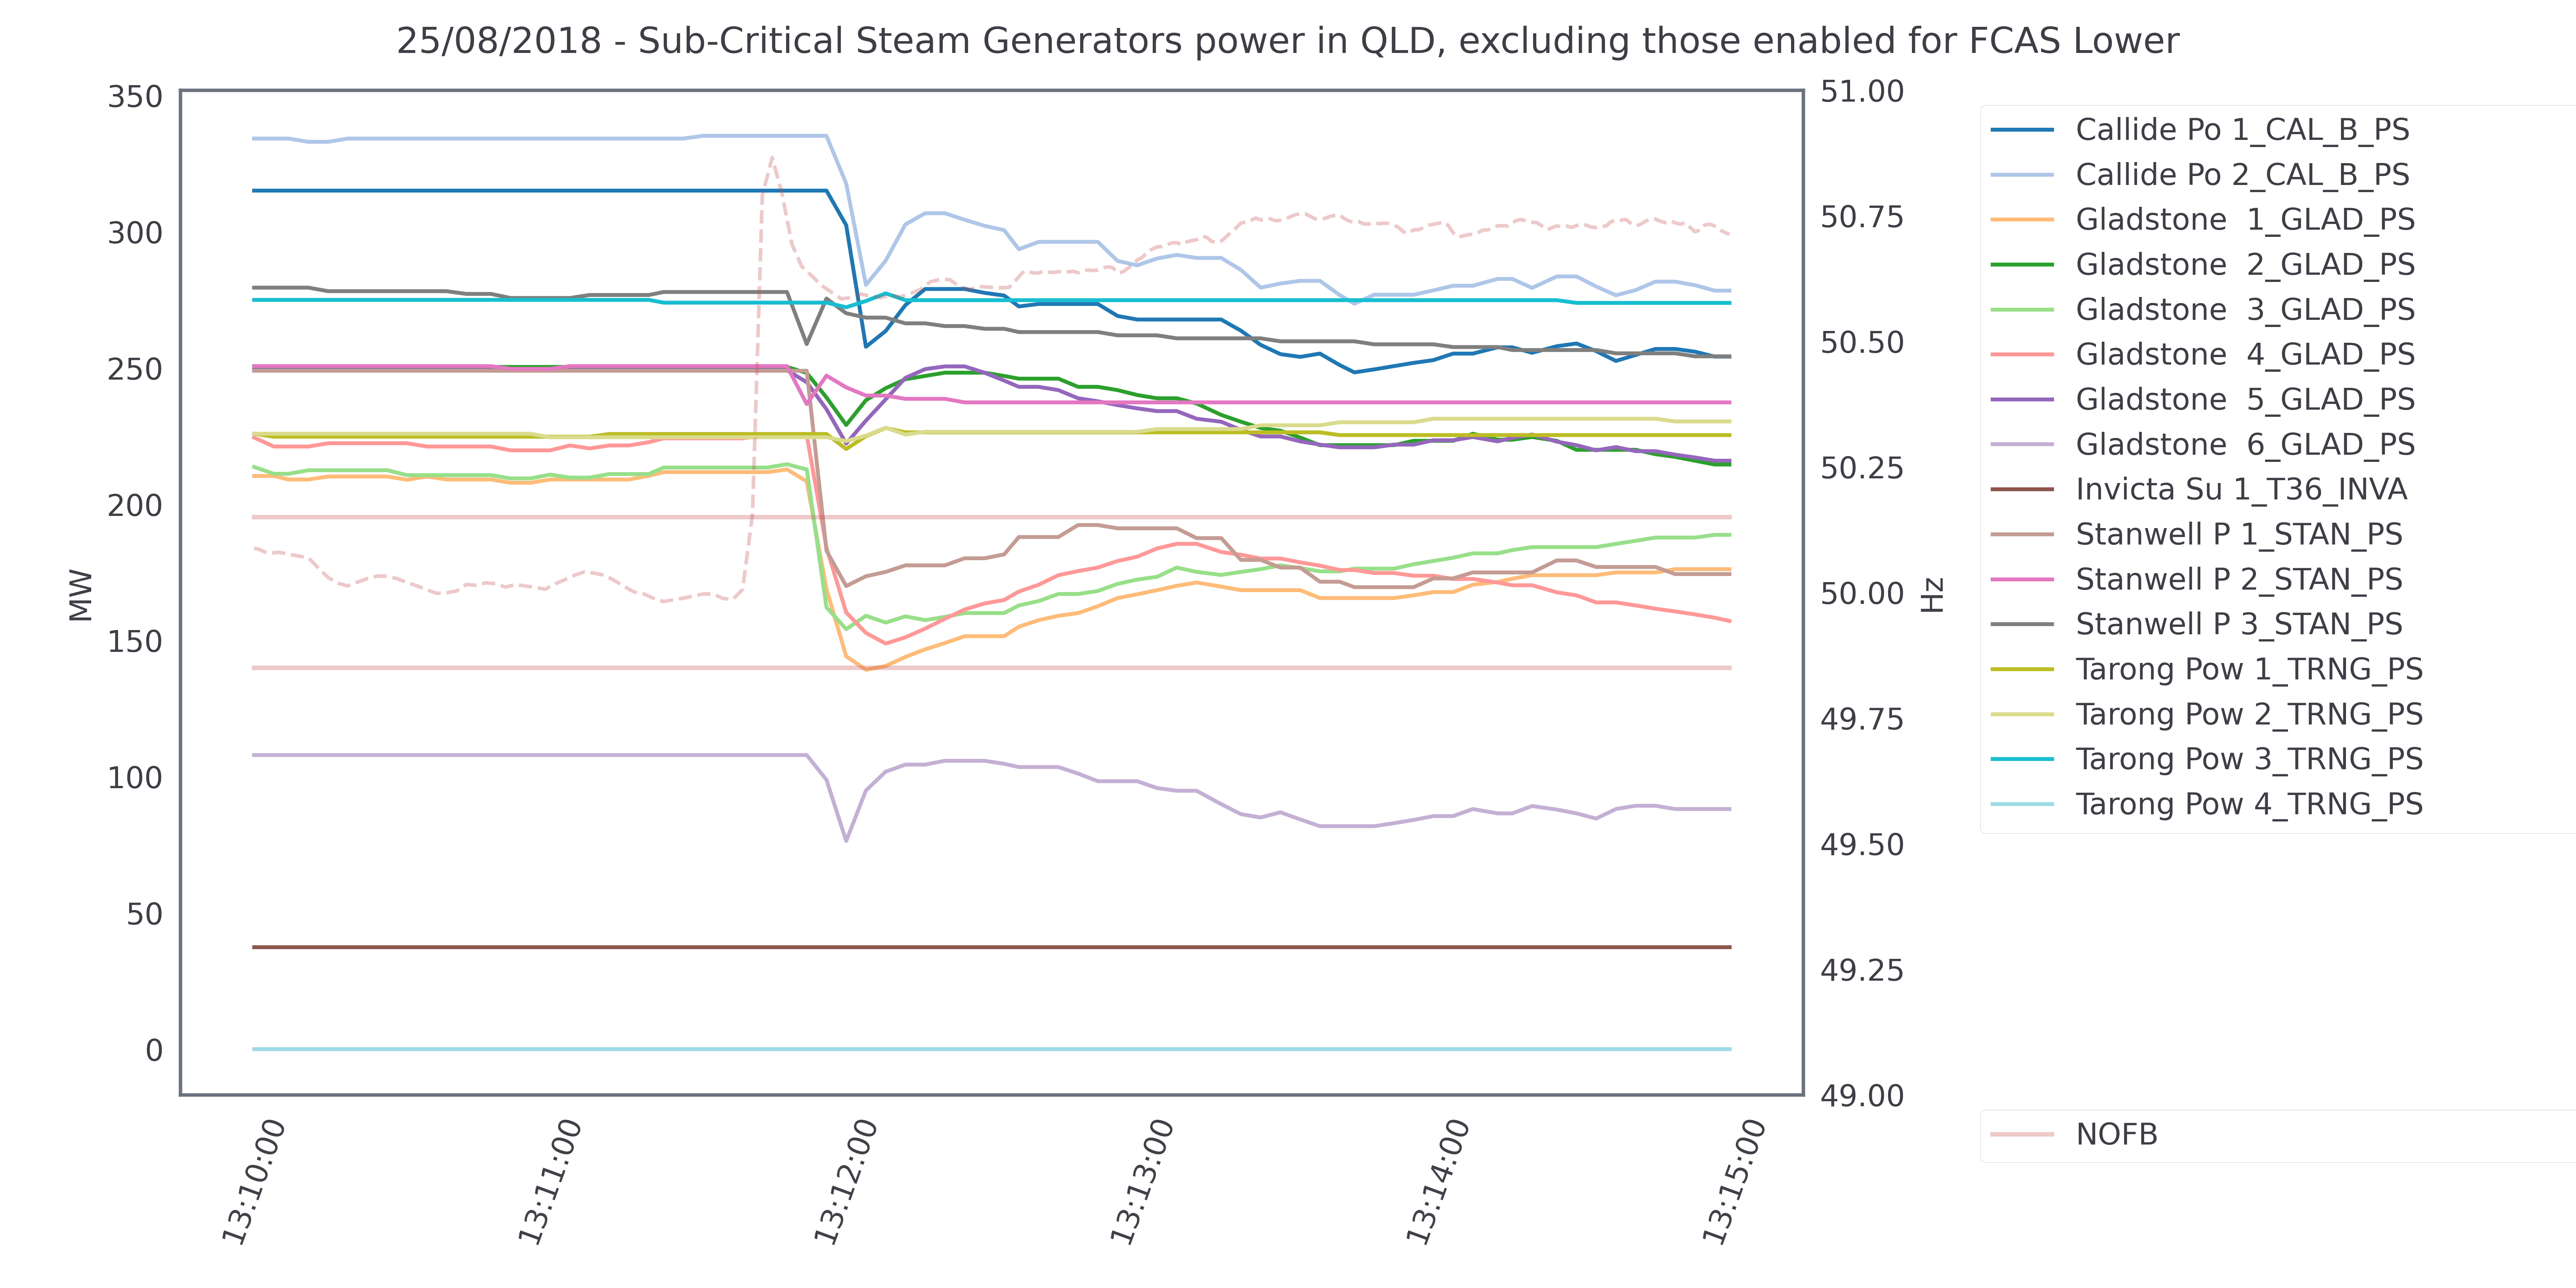 25/08/2018 - Sub-Critical Steam Generators power in QLD, excluding those enabled for FCAS Lower
350
300
250
200
150
100
50
0
MW
51.00
50.75
50.50
50.25
50.00
49.75
49.50
49.25
49.00
Hz
13:10:00
13:11:00
13:12:00
13:13:00
13:14:00
13:15:00
Callide Po 1_CAL_B_PS
Callide Po 2_CAL_B_PS
Gladstone  1_GLAD_PS
Gladstone  2_GLAD_PS
Gladstone  3_GLAD_PS
Gladstone  4_GLAD_PS
Gladstone  5_GLAD_PS
Gladstone  6_GLAD_PS
Invicta Su 1_T36_INVA
Stanwell P 1_STAN_PS
Stanwell P 2_STAN_PS
Stanwell P 3_STAN_PS
Tarong Pow 1_TRNG_PS
Tarong Pow 2_TRNG_PS
Tarong Pow 3_TRNG_PS
Tarong Pow 4_TRNG_PS
NOFB